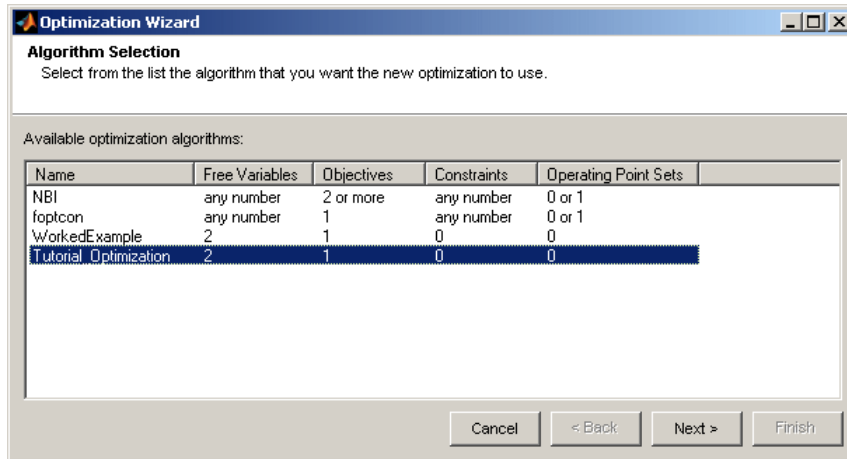 Optimization Wizard
Algorithm Selection
Select from the list the algorithm that you want the new optimization to use.
Available optimization algorithms:
Name Free Variables Objectives Constraints Operating Point Sets
NBI any number 2 or more any number 0 or 1
foptcon any number 1 any number 0 or 1
WorkedExample 2 1 0 0
Tutorial_Optimization 2 1 0 0
Cancel < Back Next > Finish